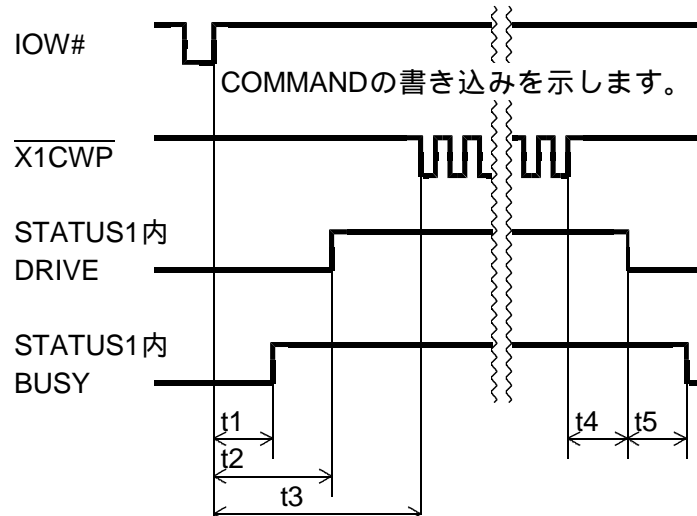 IOW#
COMMANDの書き込みを示します。
X1CWP
STATUS1内
DRIVE
STATUS1内
BUSY
t1
t2
t3
t4
t5